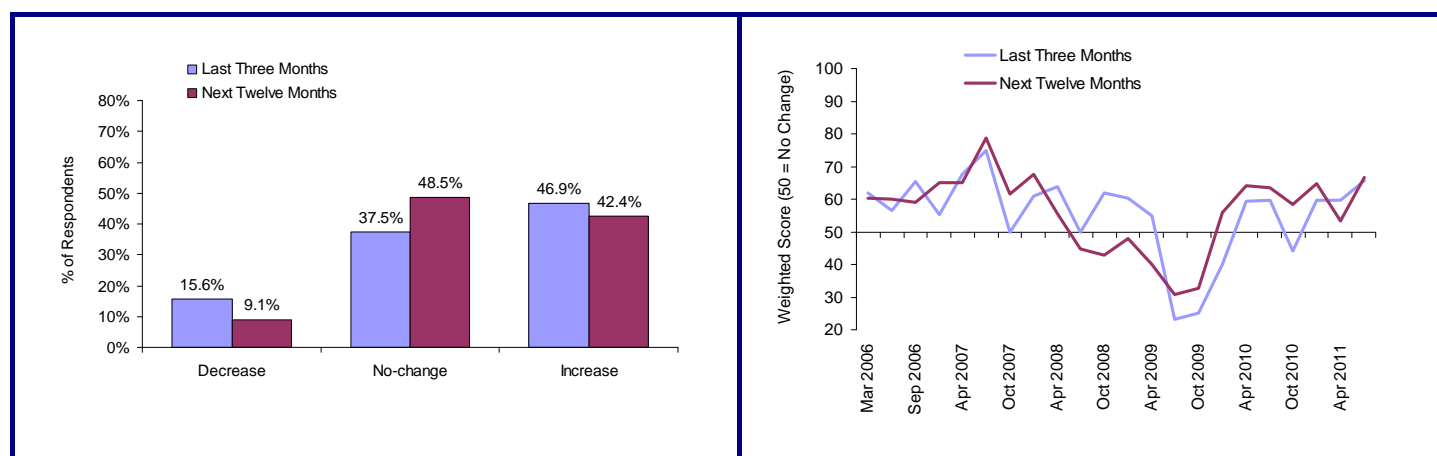 Last Three Months
Next Twelve Months
80%
70%
60%
50%
40%
30%
20%
10%
0%
% of Respondents
15.6%
9.1%
37.5%
48.5%
46.9%
42.4%
Decrease
No-change
Increase
Last Three Months
Next Twelve Months
100
90
80
70
60
50
40
30
20
Weighted Score (50 = No Change)
Mar 2006
Sep 2006
Apr 2007
Oct 2007
Apr 2008
Oct 2008
Apr 2009
Oct 2009
Apr 2010
Oct 2010
Apr 2011